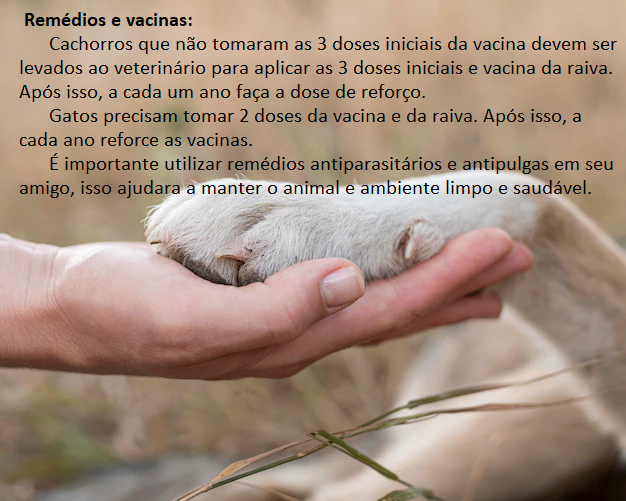 Remédios e vacinas:
Cachorros que não tomaram as 3 doses iniciais da vacina devem ser
levados ao veterinário para aplicar as 3 doses iniciais e vacina da raiva.
Após isso, a cada um ano faça a dose de reforço.
Gatos precisam tomar 2 doses da vacina e da raiva. Após isso, a
cada ano reforce as vacinas.
É importante utilizar remédios antiparasitários e antipulgas em seu
amigo, isso ajudara a manter o animal e ambiente limpo e saudável.